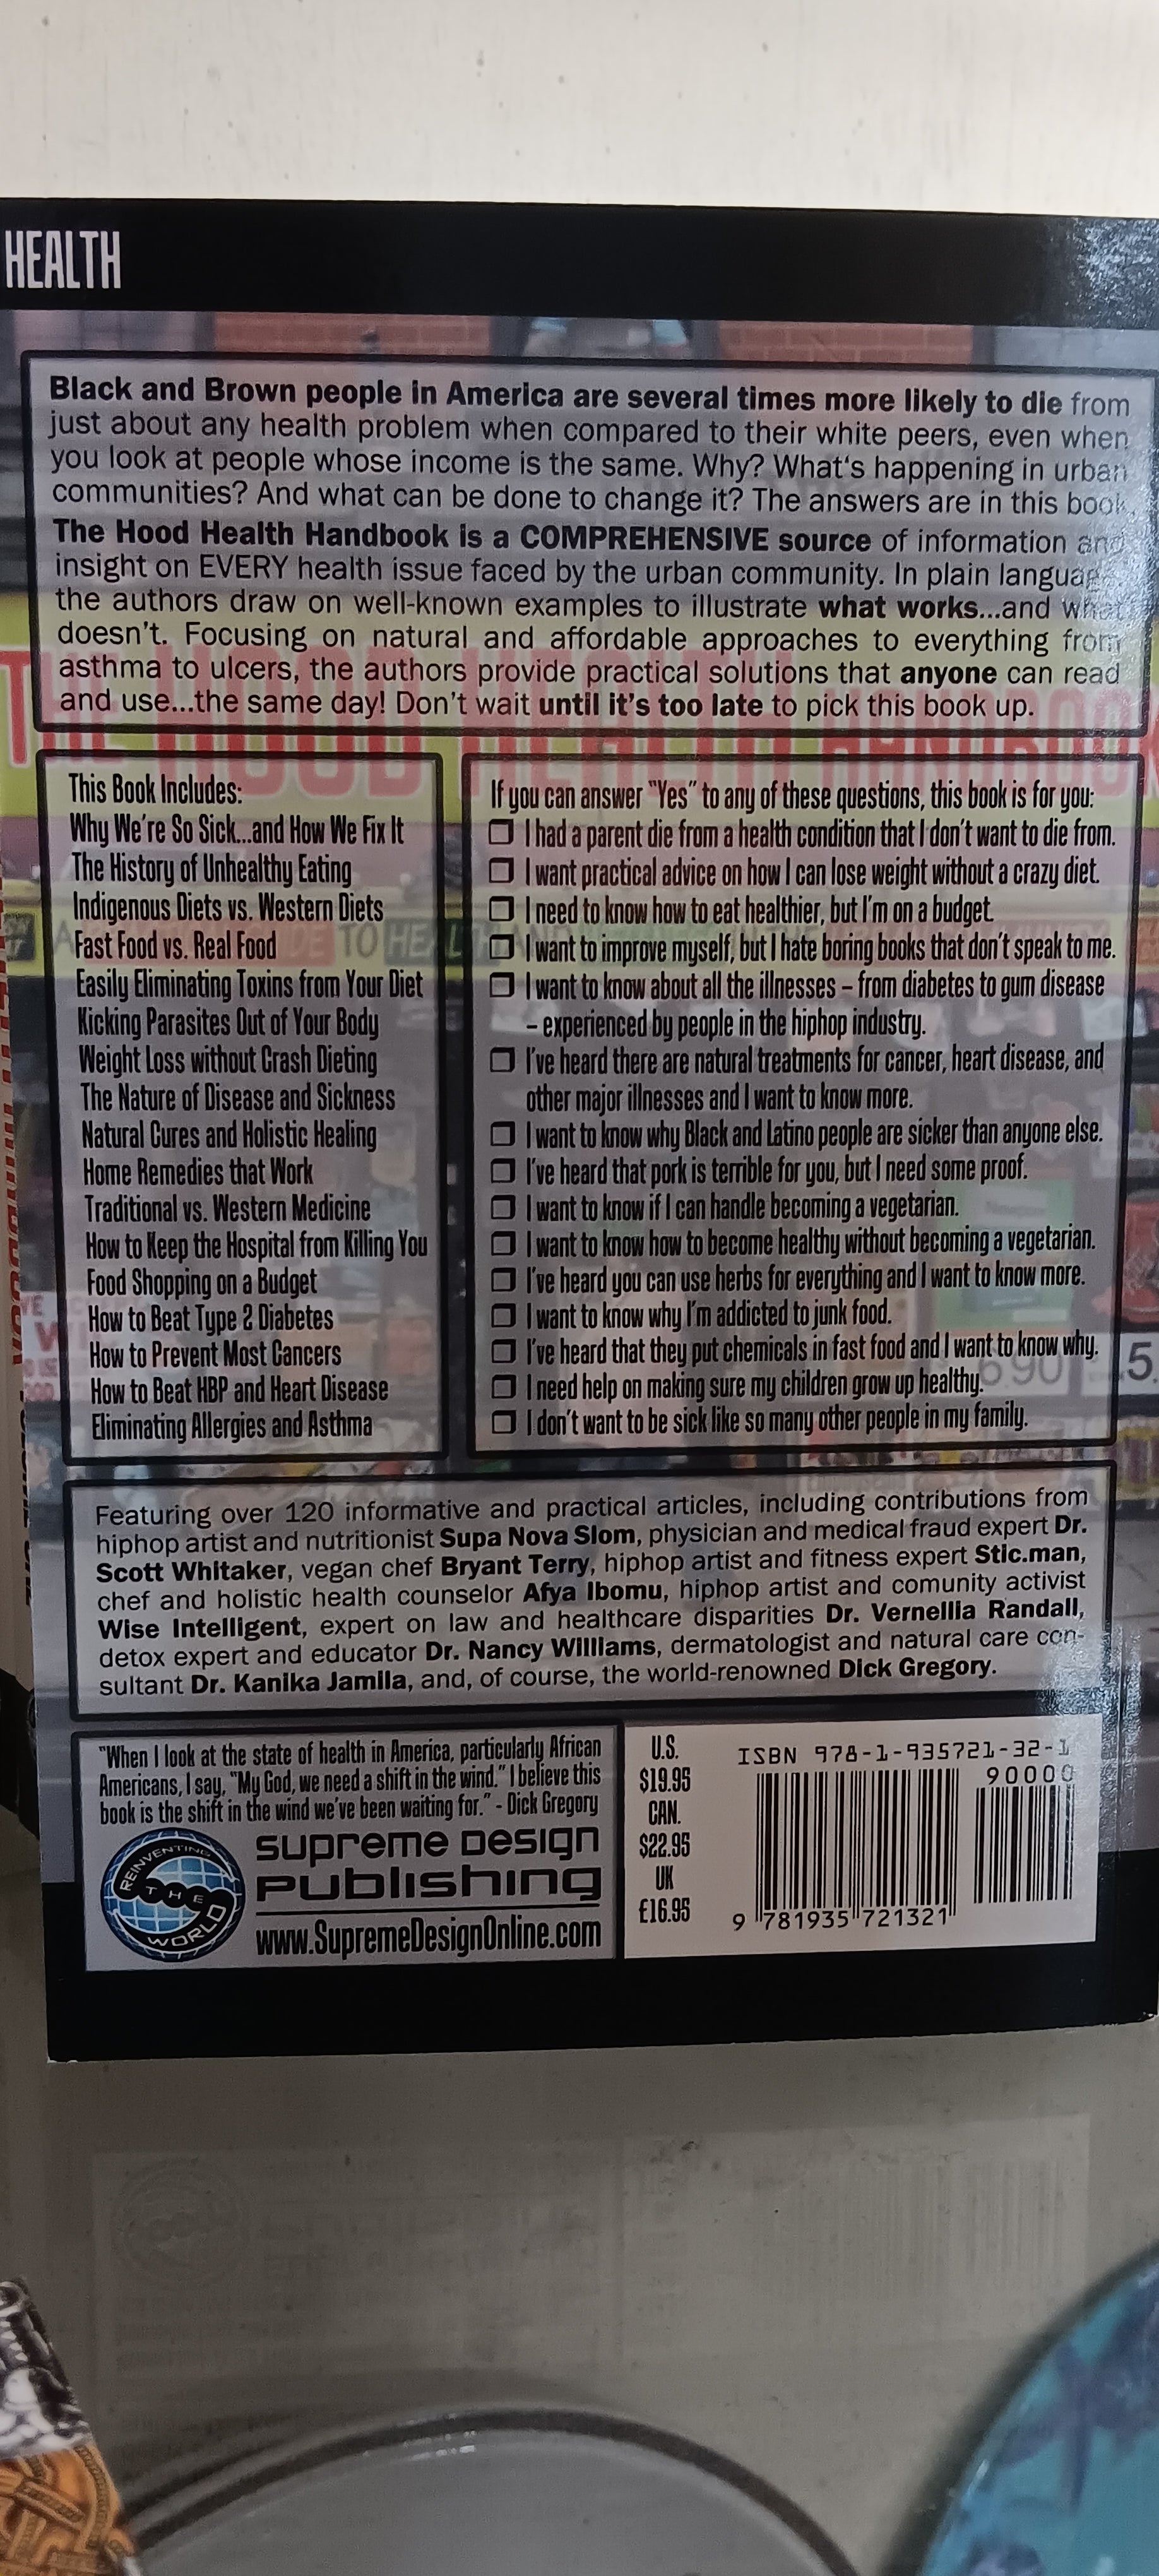 HEALTH
Black and Brown people in America are several times more likely to die from
just about any health problem when compared to their white peers, even when
you look at people whose income is the same. Why? What's happening in urban
communities? And what can be done to change it? The answers are in this book
The Hood Health Handbook is a COMPREHENSIVE source of information and
insight on EVERY health issue faced by the urban community. In plain language
the authors draw on well-known examples to illustrate what works...and what
doesn't. Focusing on natural and affordable approaches to everything from
asthma to ulcers, the authors provide practical solutions that anyone can read
and use...the same day! Don't wait until it's too late to pick this book up.
This Book Includes:
Why We're So Sick...and How We Fix It
The History of Unhealthy Eating
Indigenous Diets vs. Western Diets
Fast Food vs. Real Food
Easily Eliminating Toxins from Your Diet
Kicking Parasites Out of Your Body
Weight Loss without Crash Dieting
The Nature of Disease and Sickness
Natural Cures and Holistic Healing
Home Remedies that Work
Traditional vs. Western Medicine
How to Keep the Hospital from Killing You
Food Shopping on a Budget
How to Beat Type 2 Diabetes
How to Prevent Most Cancers
How to Beat HBP and Heart Disease
Eliminating Allergies and Asthma
If you can answer "Yes" to any of these questions, this book is for you:
I had a parent die from a health condition that I don't want to die from.
I want practical advice on how I can lose weight without a crazy diet.
I need to know how to eat healthier, but I'm on a budget.
I want to improve myself, but I hate boring books that don't speak to me.
I want to know about all the illnesses – from diabetes to gum disease
– experienced by people in the hiphop industry.
I've heard there are natural treatments for cancer, heart disease, and
other major illnesses and I want to know more.
I want to know why Black and Latino people are sicker than anyone else.
I've heard that pork is terrible for you, but I need some proof.
I want to know if I can handle becoming a vegetarian.
I want to know how to become healthy without becoming a vegetarian.
I've heard you can use herbs for everything and I want to know more.
I want to know why I'm addicted to junk food.
I've heard that they put chemicals in fast food and I want to know why.
I need help on making sure my children grow up healthy.
I don't want to be sick like so many other people in my family.
Featuring over 120 informative and practical articles, including contributions from
hiphop artist and nutritionist Supa Nova Slom, physician and medical fraud expert Dr.
Scott Whitaker, vegan chef Bryant Terry, hiphop artist and fitness expert Stic.man,
chef and holistic health counselor Afya Ibomu, hiphop artist and comunity activist
Wise Intelligent, expert on law and healthcare disparities Dr. Vernellia Randall,
detox expert and educator Dr. Nancy Williams, dermatologist and natural care con-
sultant Dr. Kanika Jamila, and, of course, the world-renowned Dick Gregory.
"When I look at the state of health in America, particularly African
Americans, I say, "My God, we need a shift in the wind." I believe this
book is the shift in the wind we've been waiting for." - Dick Gregory
REINVENTING
THE
WORLD
supreme Design
Publishing
www.SupremeDesignOnline.com
U.S.
$19.95
CAN.
$22.95
UK
£16.95
ISBN 978-1-935721-32-1
90000
9 781935 721321